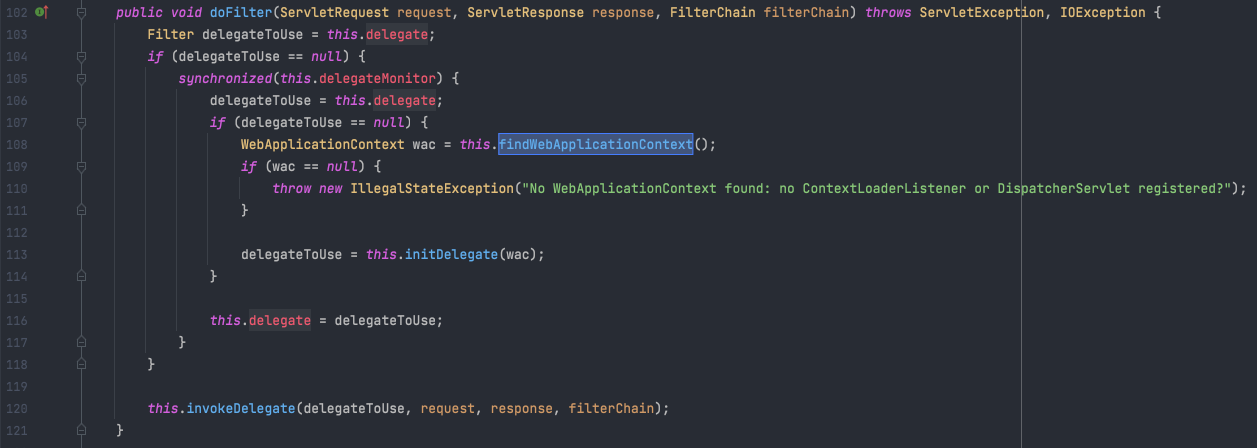 102 public void doFilter(ServletRequest request, ServletResponse response, FilterChain filterChain) throws ServletException, IOException {
103 Filter delegateToUse = this.delegate;
104 if (delegateToUse == null) {
105 synchronized(this.delegateMonitor) {
106 delegateToUse = this.delegate;
107 if (delegateToUse == null) {
108 WebApplicationContext wac = this.findWebApplicationContext();
109 if (wac == null) {
110 throw new IllegalStateException("No WebApplicationContext found: no ContextLoaderListener or DispatcherServlet registered?");
111 }
112
113 delegateToUse = this.initDelegate(wac);
114 }
115
116 this.delegate = delegateToUse;
117 }
118 }
119
120 this.invokeDelegate(delegateToUse, request, response, filterChain);
121 }